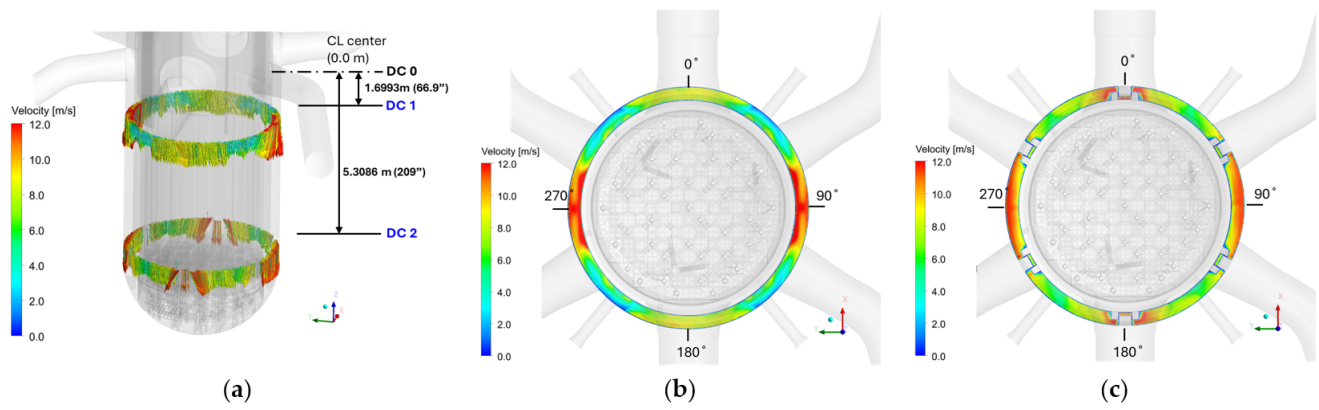 CL center
(0.0 m)
DC 0
1.6993m (66.9”)
DC 1
5.3086 m (209”)
DC 2
Velocity [m/s]
12.0
10.0
8.0
6.0
4.0
2.0
0.0
Z
X
Y
(a)
0°
270°
90°
180°
Velocity [m/s]
12.0
10.0
8.0
6.0
4.0
2.0
0.0
X
Y
(b)
0°
270°
90°
180°
Velocity [m/s]
12.0
10.0
8.0
6.0
4.0
2.0
0.0
X
Y
(c)